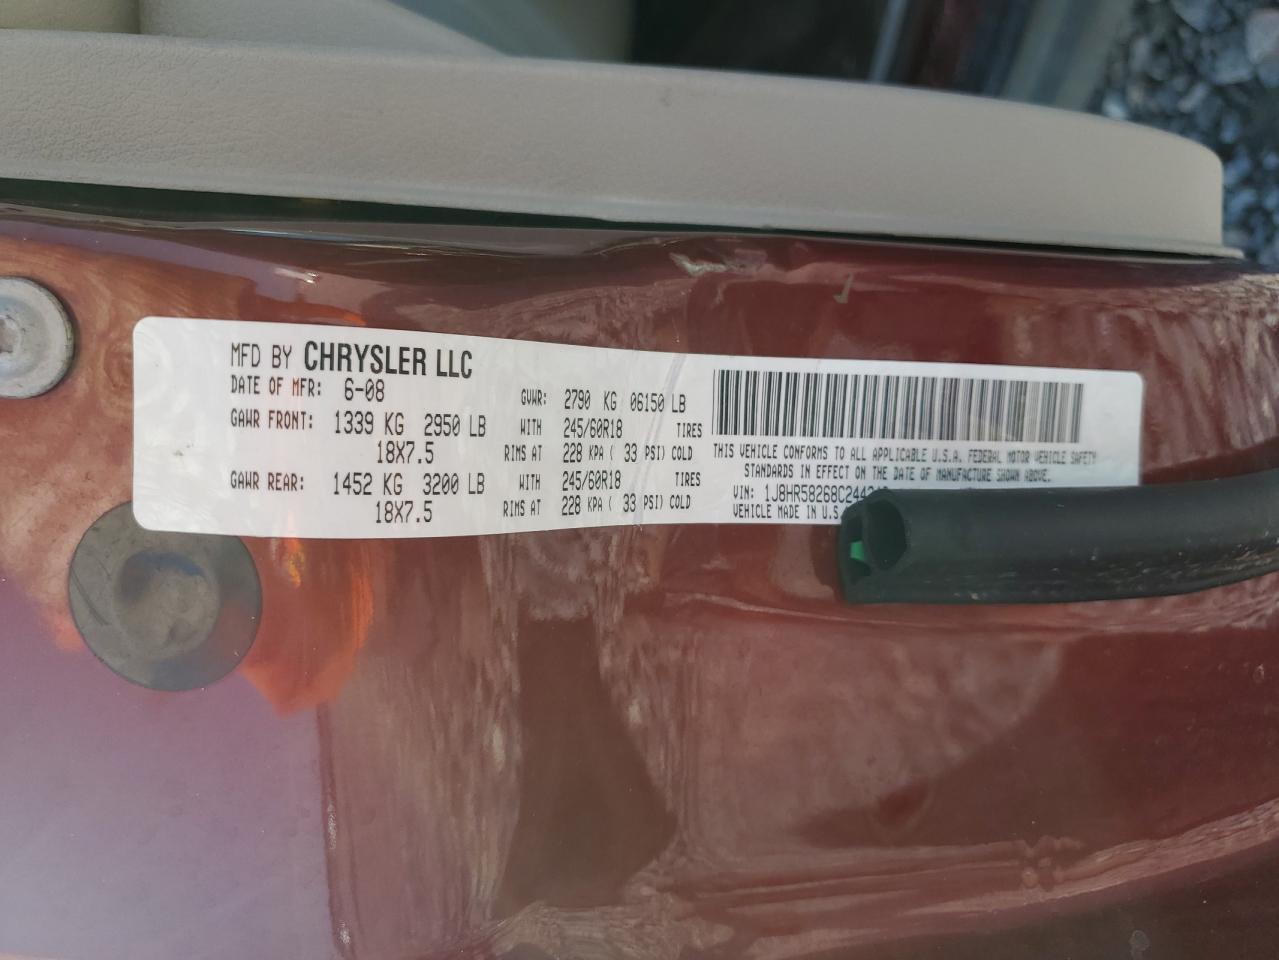 MFD BY CHRYSLER LLC
DATE OF MFR: 6-08 GVWR: 2790 KG 06150 LB
GAWR FRONT: 1339 KG 2950 LB WITH 245/60R18 TIRES
18X7.5 RIMS AT 228 KPA ( 33 PSI) COLD
GAWR REAR: 1452 KG 3200 LB WITH 245/60R18 TIRES
18X7.5 RIMS AT 228 KPA ( 33 PSI) COLD
THIS VEHICLE CONFORMS TO ALL APPLICABLE U.S.A. FEDERAL MOTOR VEHICLE SAFETY
STANDARDS IN EFFECT ON THE DATE OF MANUFACTURE SHOWN ABOVE.
VIN:
VEHICLE MADE IN U.S